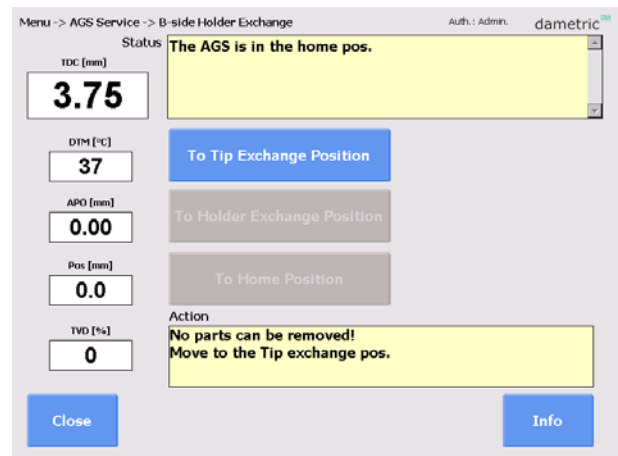 Menu -> AGS Service -> B-side Holder Exchange
Auth.: Admin.
dametric
Status
The AGS is in the home pos.
TDC [mm]
3.75
DTM [°C]
37
To Tip Exchange Position
APO [mm]
0.00
To Holder Exchange Position
Pos [mm]
0.0
To Home Position
Action
No parts can be removed!
Move to the Tip exchange pos.
TVD [%]
0
Close
Info